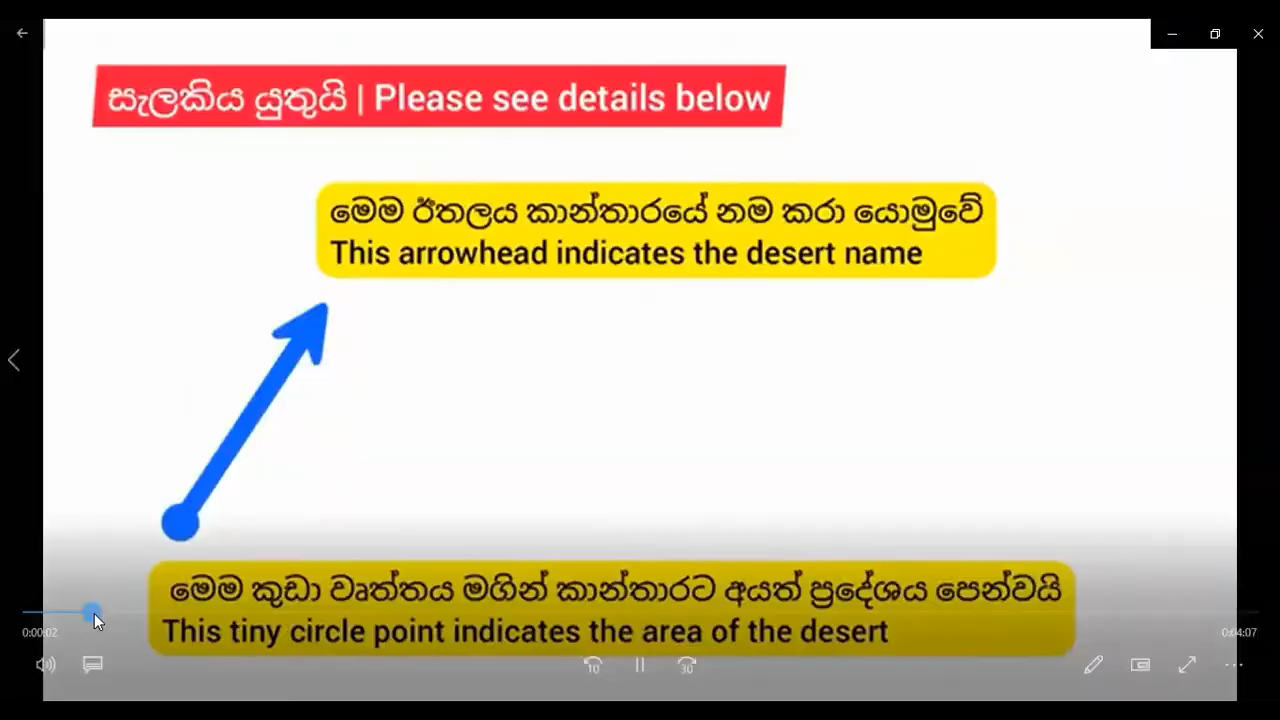 සැලකිය යුතුයි | Please see details below
මෙම ඊතලය කාන්තාරයේ නම කරා යොමුවේ
This arrowhead indicates the desert name
මෙම කුඩා වෘත්තය මගින් කාන්තාරට අයත් ප්‍රදේශය පෙන්වයි
This tiny circle point indicates the area of the desert
0:00:02
0:04:07
10
30